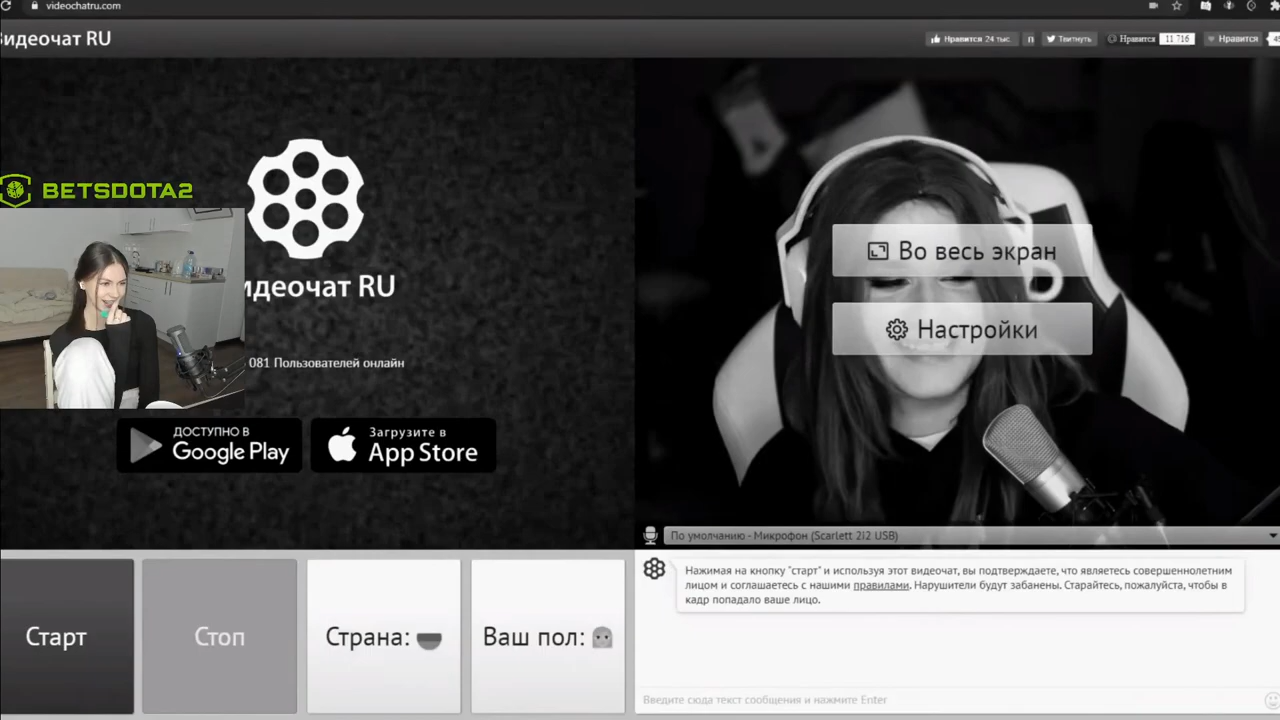 videochatru.com
видеочат RU
Нравится 24 тыс.
Твитнуть
Нравится
11 716
Нравится
BETSDOTA2
идеочат RU
081 Пользователей онлайн
ДОСТУПНО В
Google Play
Загрузите в
App Store
Во весь экран
Настройки
По умолчанию - Микрофон (Scarlett 2i2 USB)
Нажимая на кнопку "старт" и используя этот видеочат, вы подтверждаете, что являетесь совершеннолетним
лицом и соглашаетесь с нашими правилами. Нарушители будут забанены. Старайтесь, пожалуйста, чтобы в
кадр попадало ваше лицо.
Старт
Стоп
Страна:
Ваш пол:
Введите сюда текст сообщения и нажмите Enter